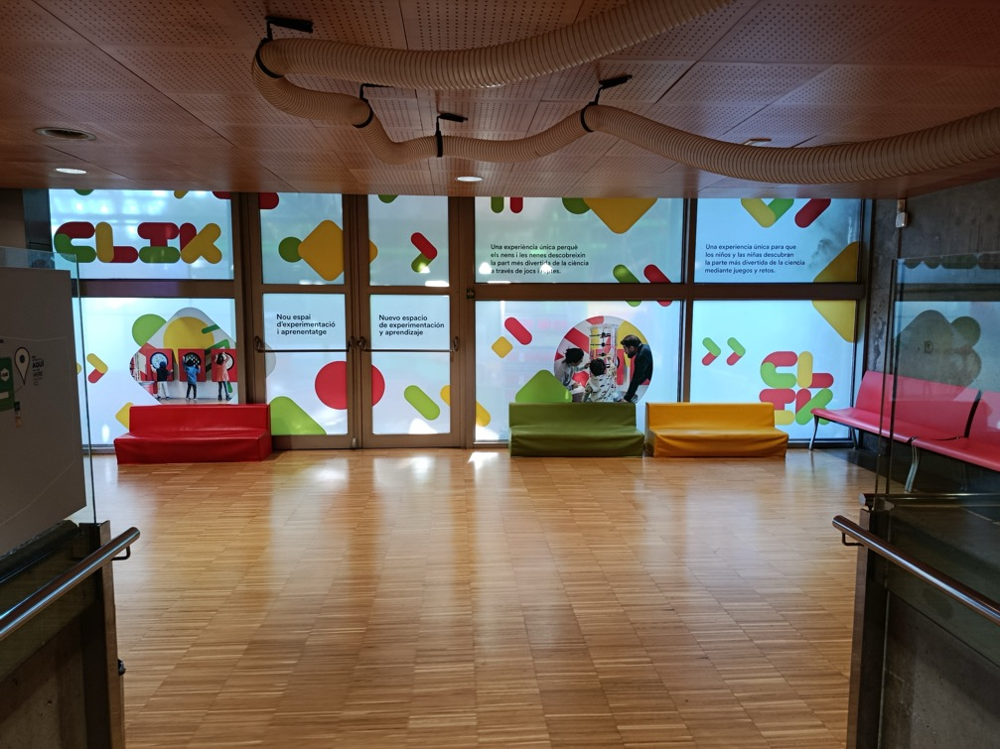 CLIK
Una experiència única perquè
els nens i les nenes descobreixin
la part més divertida de la ciència
a través de jocs i reptes.
Una experiencia única para que
los niños y las niñas descubran
la parte más divertida de la ciencia
mediante juegos y retos.
Nou espai
d'experimentació
i aprenentatge
Nuevo espacio
de experimentación
y aprendizaje
CL
IK